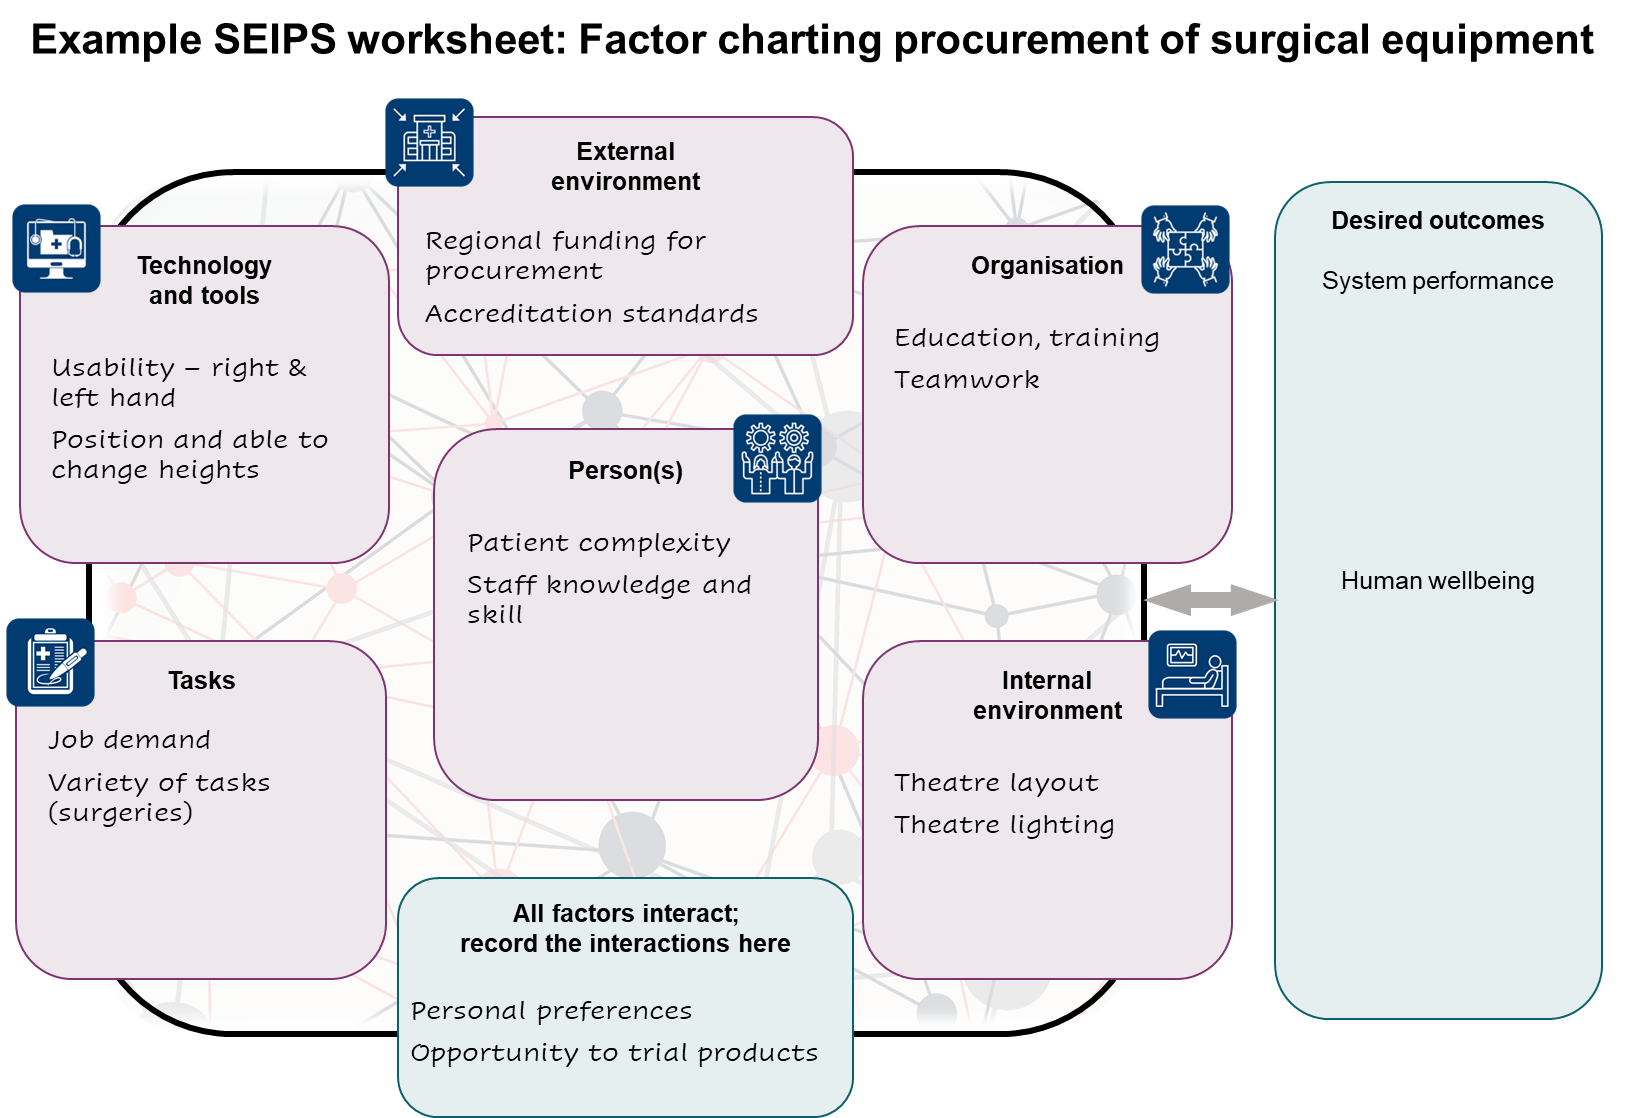 Example SEIPS worksheet: Factor charting procurement of surgical equipment
External
environment
Regional funding for
procurement
Accreditation standards
Technology
and tools
Usability – right &
left hand
Position and able to
change heights
Organisation
Education, training
Teamwork
Person(s)
Patient complexity
Staff knowledge and
skill
Tasks
Job demand
Variety of tasks
(surgeries)
Internal
environment
Theatre layout
Theatre lighting
All factors interact;
record the interactions here
Personal preferences
Opportunity to trial products
Desired outcomes
System performance
Human wellbeing